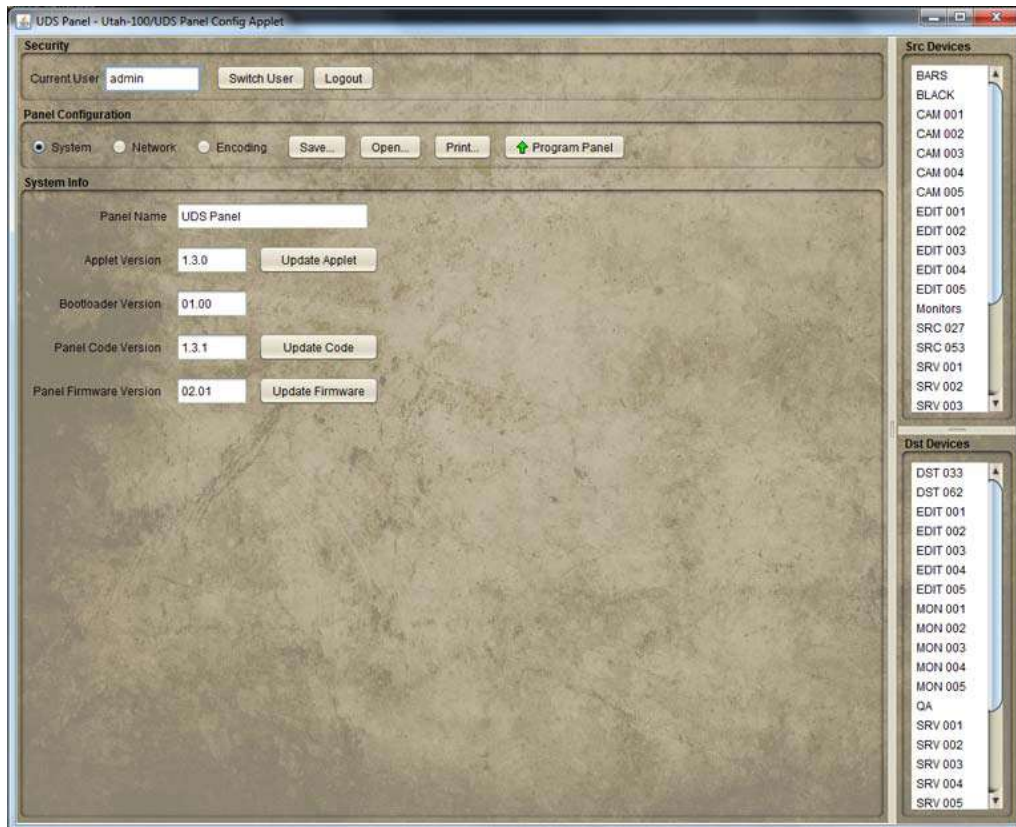 UDS Panel - Utah-100/UDS Panel Config Applet
Security
Current User admin Switch User Logout
Panel Configuration
System Network Encoding Save... Open... Print... Program Panel
System Info
Panel Name UDS Panel
Applet Version 1.3.0 Update Applet
Bootloader Version 01.00
Panel Code Version 1.3.1 Update Code
Panel Firmware Version 02.01 Update Firmware
Src Devices
BARS
BLACK
CAM 001
CAM 002
CAM 003
CAM 004
CAM 005
EDIT 001
EDIT 002
EDIT 003
EDIT 004
EDIT 005
Monitors
SRC 027
SRC 053
SRV 001
SRV 002
SRV 003
Dst Devices
DST 033
DST 062
EDIT 001
EDIT 002
EDIT 003
EDIT 004
EDIT 005
MON 001
MON 002
MON 003
MON 004
MON 005
QA
SRV 001
SRV 002
SRV 003
SRV 004
SRV 005